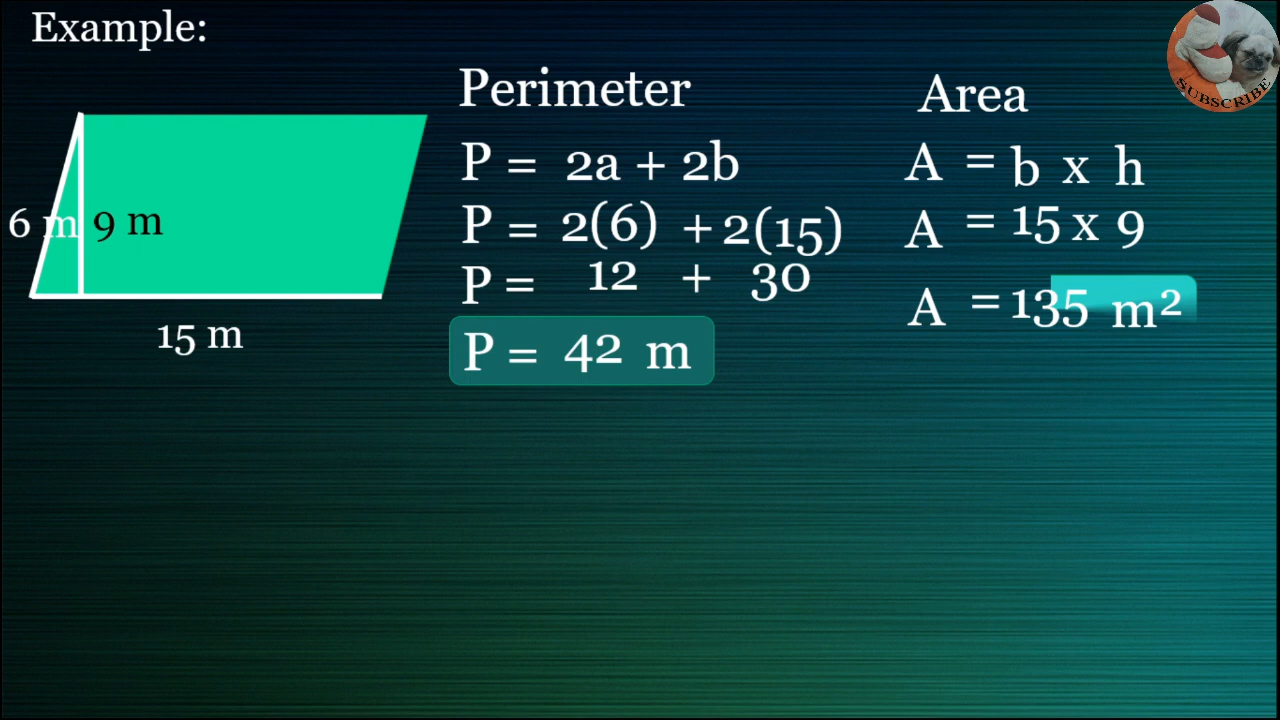 Example:
SUBSCRIBE
Perimeter
Area
P = 2a + 2b
A = b x h
6 m
9 m
P = 2(6) + 2(15)
A = 15 x 9
P = 12 + 30
A = 135 m²
15 m
P = 42 m